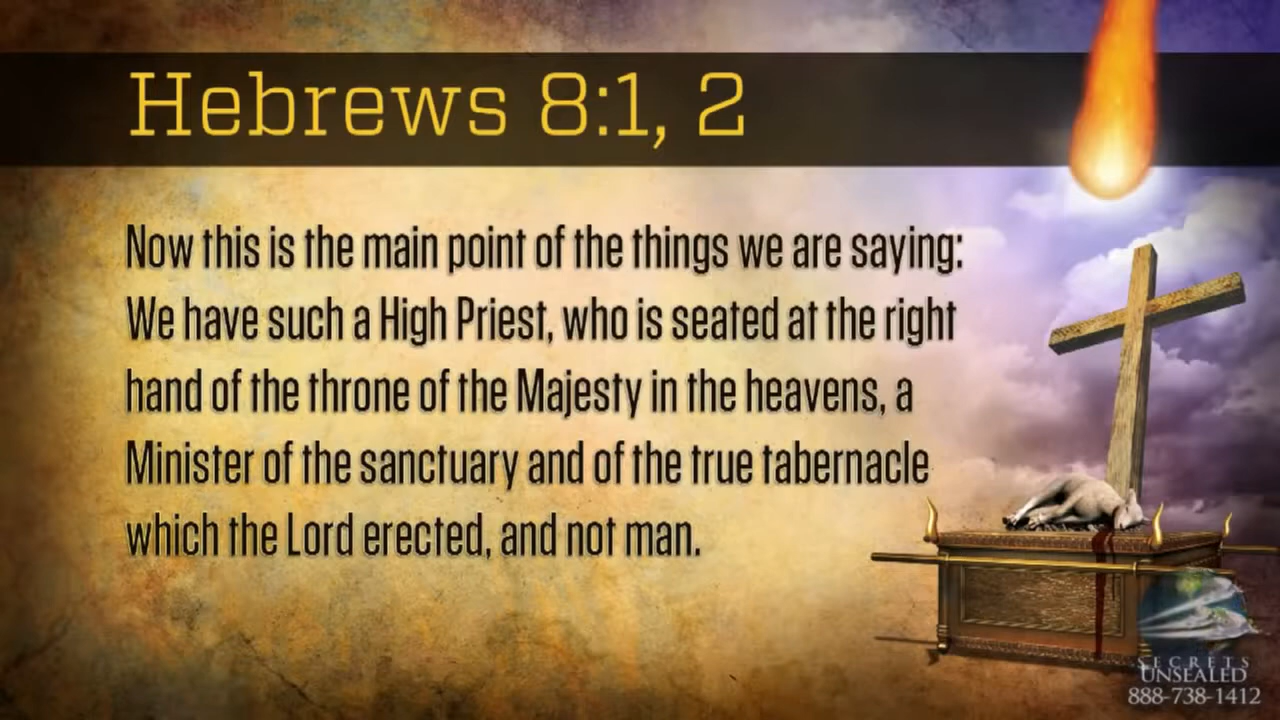 Hebrews 8:1, 2
Now this is the main point of the things we are saying:
We have such a High Priest, who is seated at the right
hand of the throne of the Majesty in the heavens, a
Minister of the sanctuary and of the true tabernacle
which the Lord erected, and not man.
SECRETS
UNSEALED
888-738-1412